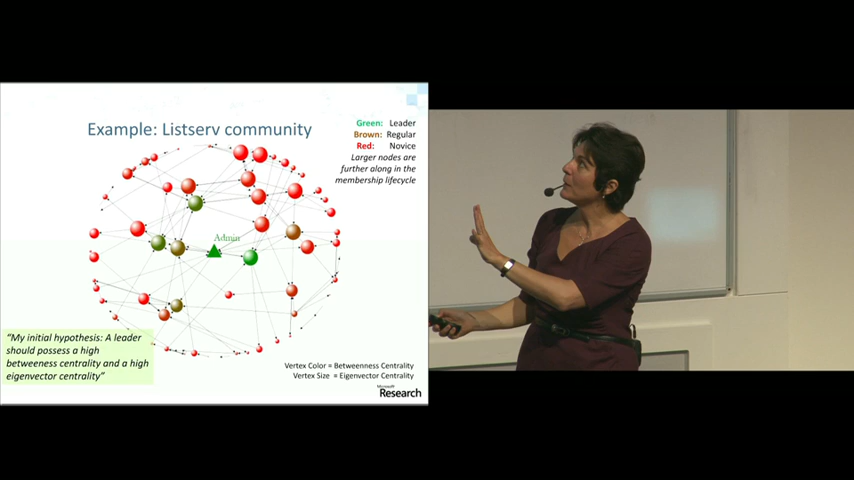 Example: Listserv community
Green: Leader
Brown: Regular
Red: Novice
Larger nodes are
further along in the
membership lifecycle
Admin
"My initial hypothesis: A leader
should possess a high
betweeness centrality and a high
eigenvector centrality"
Vertex Color = Betweenness Centrality
Vertex Size = Eigenvector Centrality
Microsoft
Research